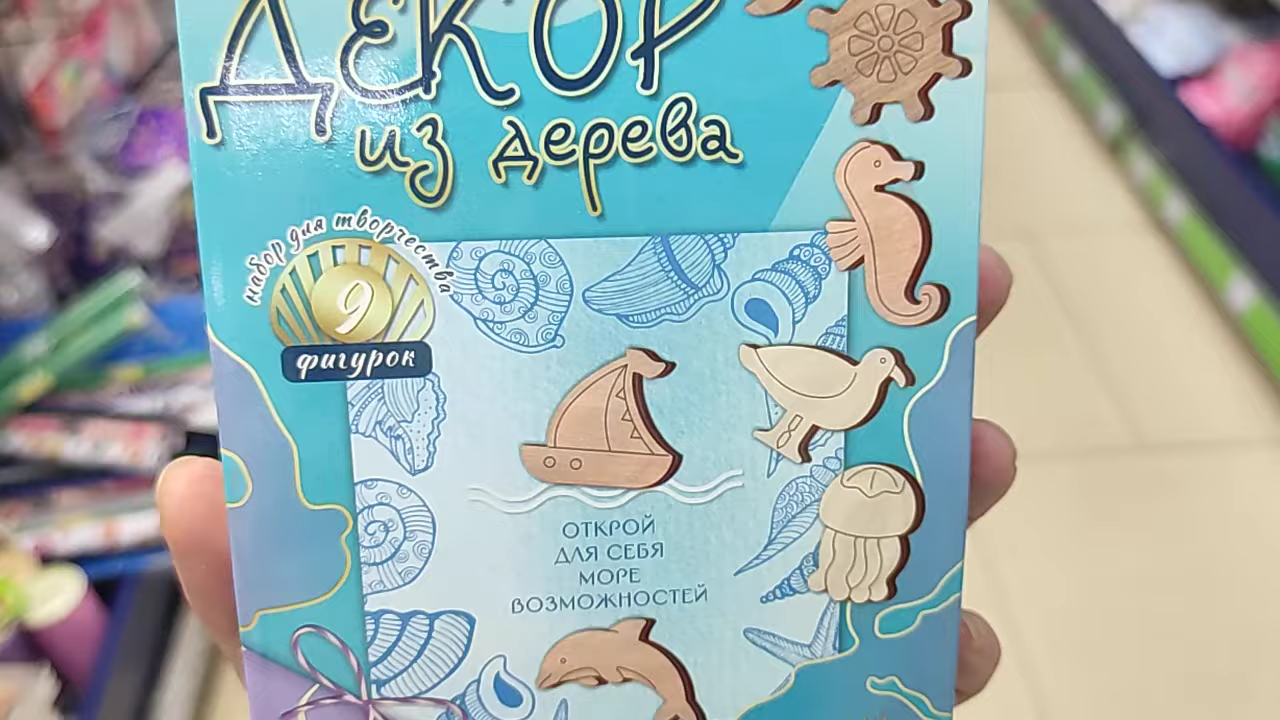 ДЕКОР
из дерева
набор для творчества
9
фигурок
ОТКРОЙ
ДЛЯ СЕБЯ
МОРЕ
ВОЗМОЖНОСТЕЙ